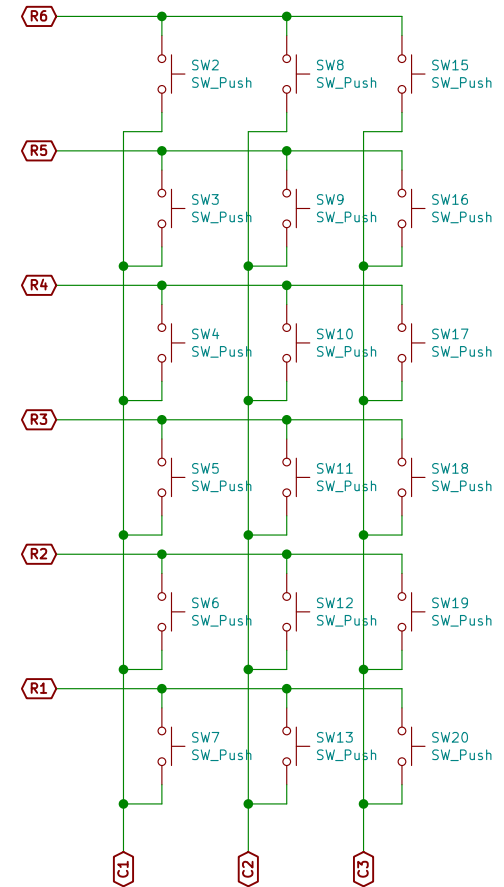 R6
SW2
SW_Push
SW8
SW_Push
SW15
SW_Push
R5
SW3
SW_Push
SW9
SW_Push
SW16
SW_Push
R4
SW4
SW_Push
SW10
SW_Push
SW17
SW_Push
R3
SW5
SW_Push
SW11
SW_Push
SW18
SW_Push
R2
SW6
SW_Push
SW12
SW_Push
SW19
SW_Push
R1
SW7
SW_Push
SW13
SW_Push
SW20
SW_Push
C1
C2
C3